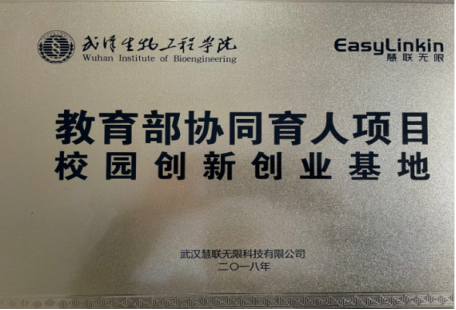 武汉生物工程学院
Wuhan Institute of Bioengineering
EasyLinkin
慧联无限
教育部协同育人项目
校园创新创业基地
武汉慧联无限科技有限公司
二〇一八年